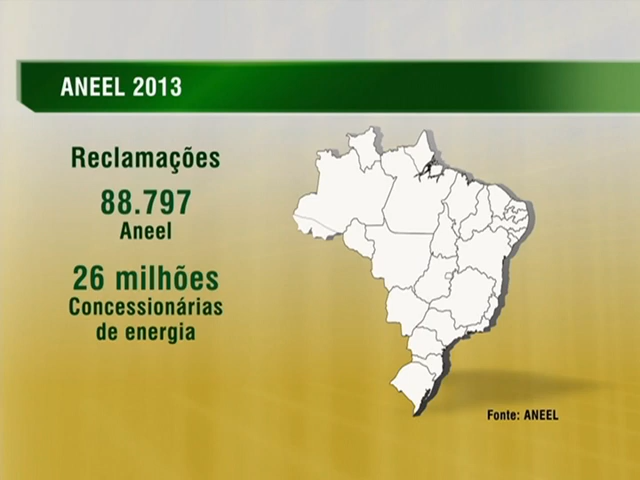 ANEEL 2013
Reclamações
88.797
Aneel
26 milhões
Concessionárias
de energia
Fonte: ANEEL